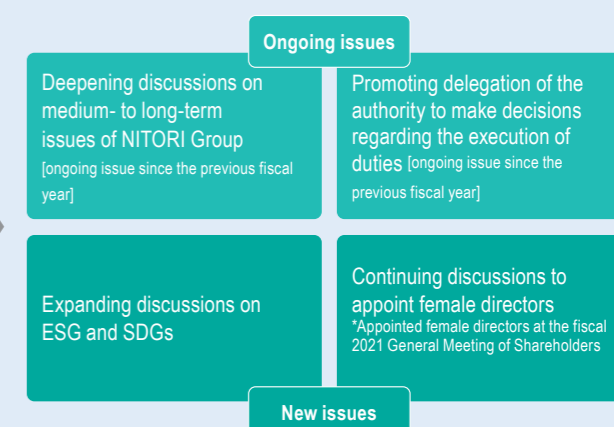 Ongoing issues
Deepening discussions on
medium- to long-term
issues of NITORI Group
[ongoing issue since the previous fiscal
year]
Promoting delegation of the
authority to make decisions
regarding the execution of
duties [ongoing issue since the
previous fiscal year]
Expanding discussions on
ESG and SDGs
Continuing discussions to
appoint female directors
*Appointed female directors at the fiscal
2021 General Meeting of Shareholders
New issues